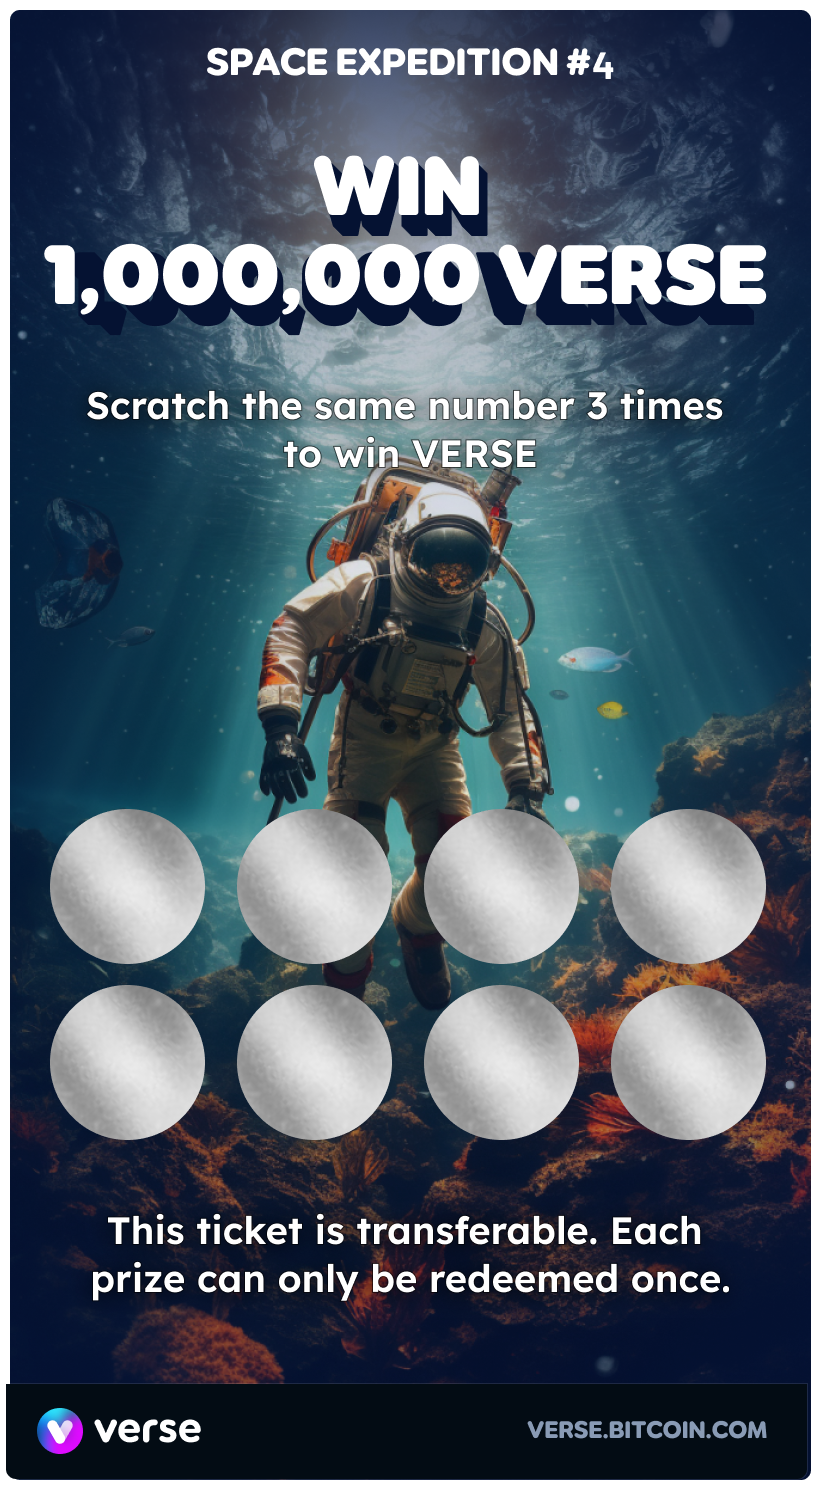 SPACE EXPEDITION #4
WIN
1,000,000 VERSE
Scratch the same number 3 times
to win VERSE
This ticket is transferable. Each
prize can only be redeemed once.
verse
VERSE.BITCOIN.COM